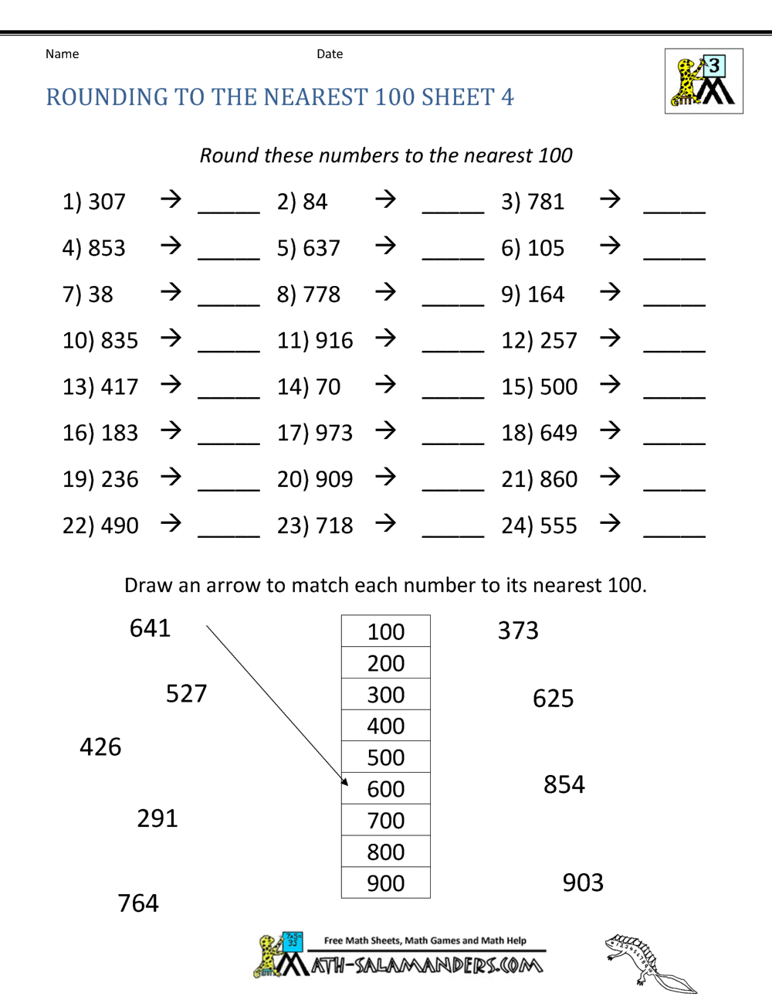 Name Date
3
ROUNDING TO THE NEAREST 100 SHEET 4
Round these numbers to the nearest 100
1) 307 → _____ 2) 84 → _____ 3) 781 → _____
4) 853 → _____ 5) 637 → _____ 6) 105 → _____
7) 38 → _____ 8) 778 → _____ 9) 164 → _____
10) 835 → _____ 11) 916 → _____ 12) 257 → _____
13) 417 → _____ 14) 70 → _____ 15) 500 → _____
16) 183 → _____ 17) 973 → _____ 18) 649 → _____
19) 236 → _____ 20) 909 → _____ 21) 860 → _____
22) 490 → _____ 23) 718 → _____ 24) 555 → _____
Draw an arrow to match each number to its nearest 100.
641 100 373
200
527 300 625
400
426 500
600 854
291 700
800
900 903
764
7x5=
35
Free Math Sheets, Math Games and Math Help
MATH-SALAMANDERS.COM